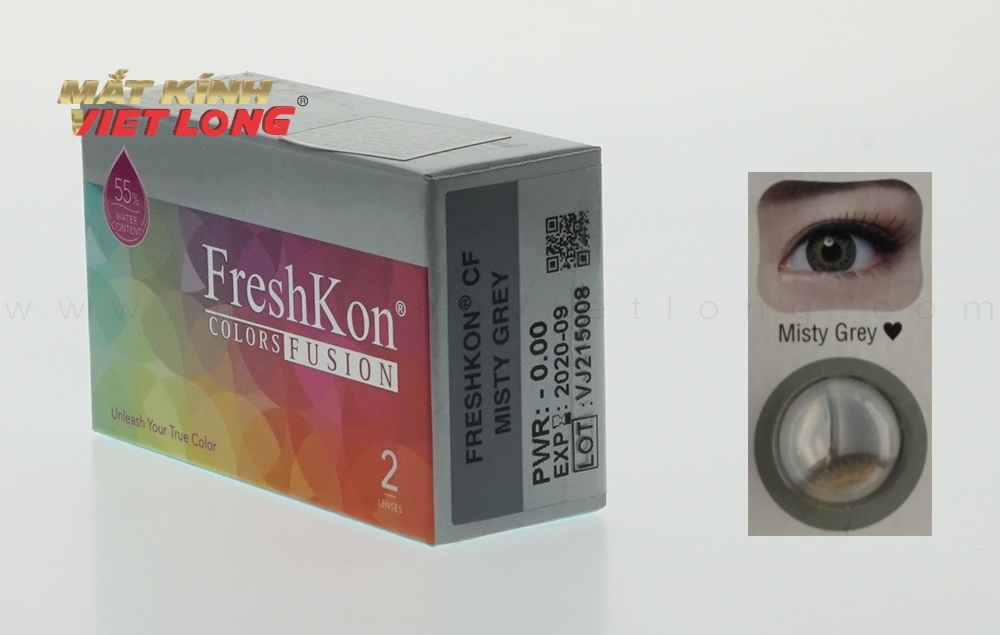 MẮT KÍNH
VIET LONG®
55%
WATER
CONTENT
FreshKon®
COLORS FUSION
Unleash Your True Color
2
LENSES
FRESHKON® CF
MISTY GREY
PWR: - 0.00
EXP: 2020-09
LOT: VJ215008
Misty Grey ♥